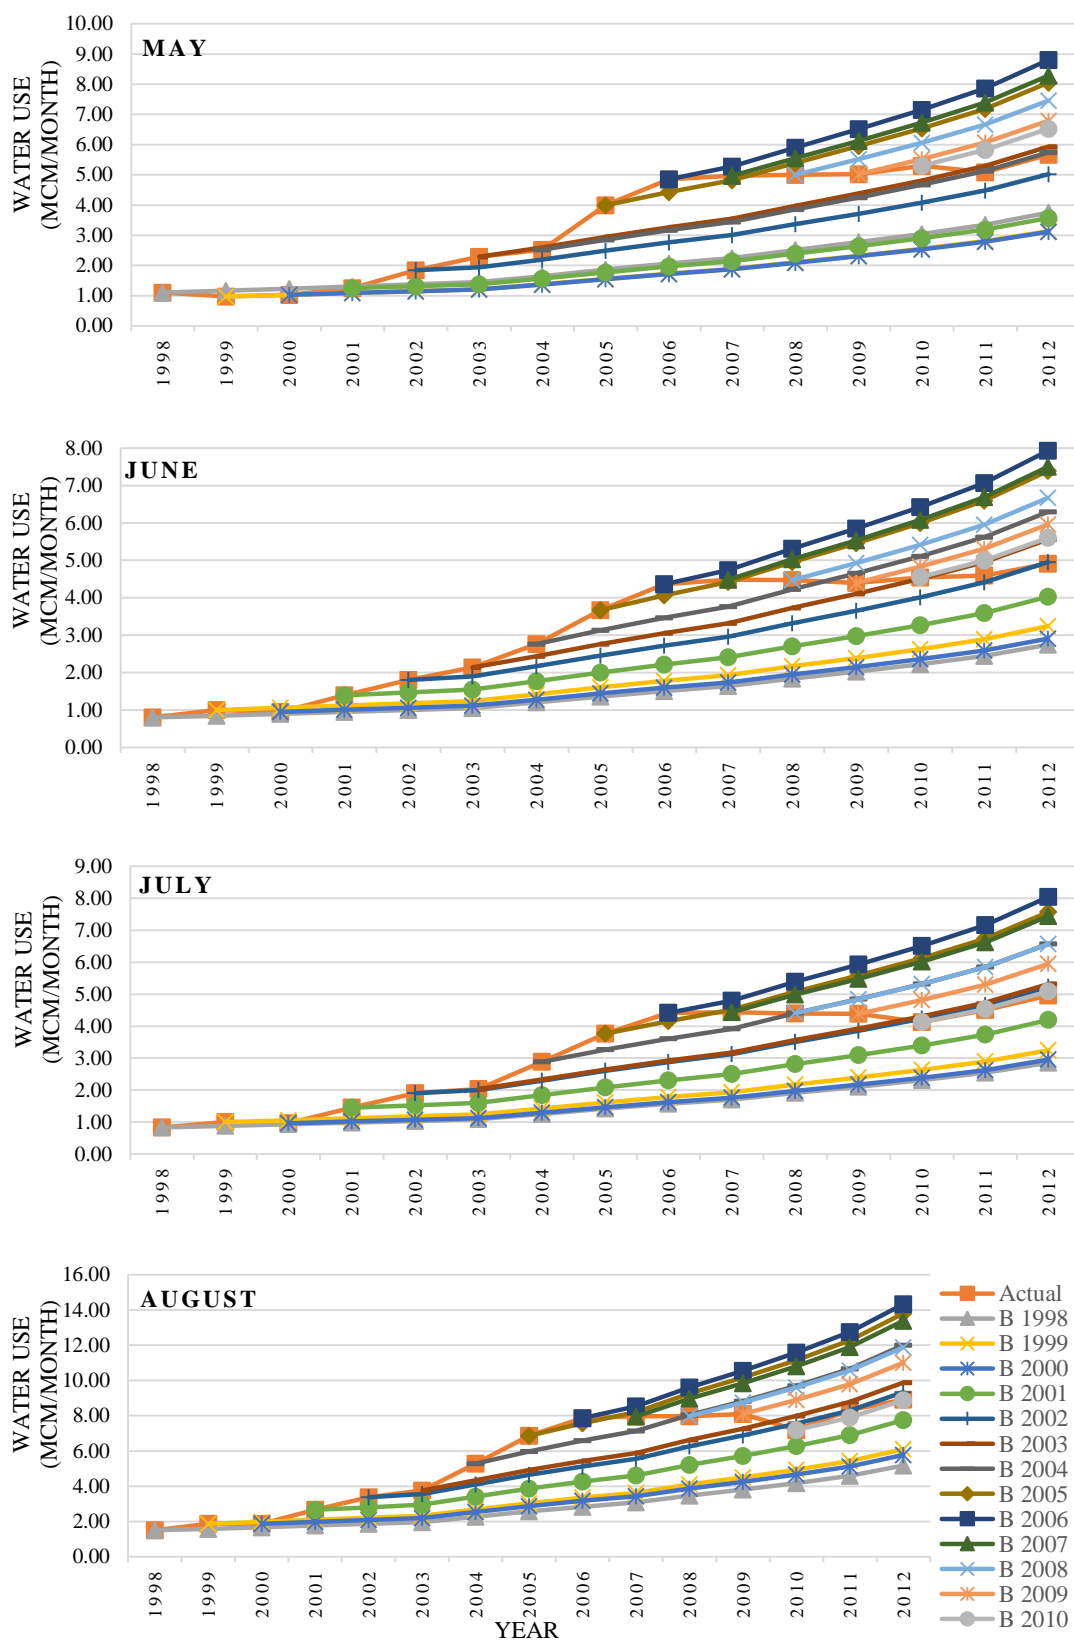 MAY
WATER USE
(MCM/MONTH)
10.00
9.00
8.00
7.00
6.00
5.00
4.00
3.00
2.00
1.00
0.00
1998 1999 2000 2001 2002 2003 2004 2005 2006 2007 2008 2009 2010 2011 2012
JUNE
WATER USE
(MCM/MONTH)
8.00
7.00
6.00
5.00
4.00
3.00
2.00
1.00
0.00
1998 1999 2000 2001 2002 2003 2004 2005 2006 2007 2008 2009 2010 2011 2012
JULY
WATER USE
(MCM/MONTH)
9.00
8.00
7.00
6.00
5.00
4.00
3.00
2.00
1.00
0.00
1998 1999 2000 2001 2002 2003 2004 2005 2006 2007 2008 2009 2010 2011 2012
AUGUST
WATER USE
(MCM/MONTH)
16.00
14.00
12.00
10.00
8.00
6.00
4.00
2.00
0.00
1998 1999 2000 2001 2002 2003 2004 2005 2006 2007 2008 2009 2010 2011 2012
YEAR
Actual
B 1998
B 1999
B 2000
B 2001
B 2002
B 2003
B 2004
B 2005
B 2006
B 2007
B 2008
B 2009
B 2010